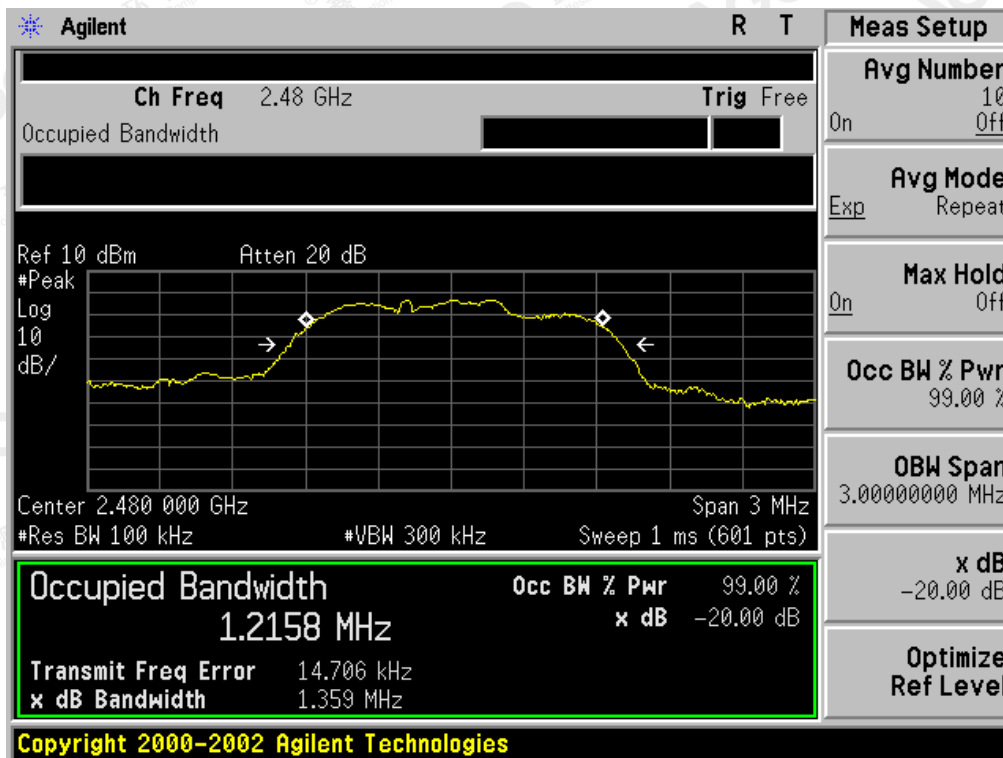 Agilent R T Meas Setup
Ch Freq 2.48 GHz Trig Free
Occupied Bandwidth
Avg Number
10
On Off
Avg Mode
Exp Repeat
Max Hold
On Off
Occ BW % Pwr
99.00 %
OBW Span
3.00000000 MHz
x dB
-20.00 dB
Optimize
Ref Level
Ref 10 dBm Atten 20 dB
#Peak
Log
10
dB/
Center 2.480 000 GHz Span 3 MHz
#Res BW 100 kHz #VBW 300 kHz Sweep 1 ms (601 pts)
Occupied Bandwidth Occ BW % Pwr 99.00 %
1.2158 MHz x dB -20.00 dB
Transmit Freq Error 14.706 kHz
x dB Bandwidth 1.359 MHz
Copyright 2000-2002 Agilent Technologies